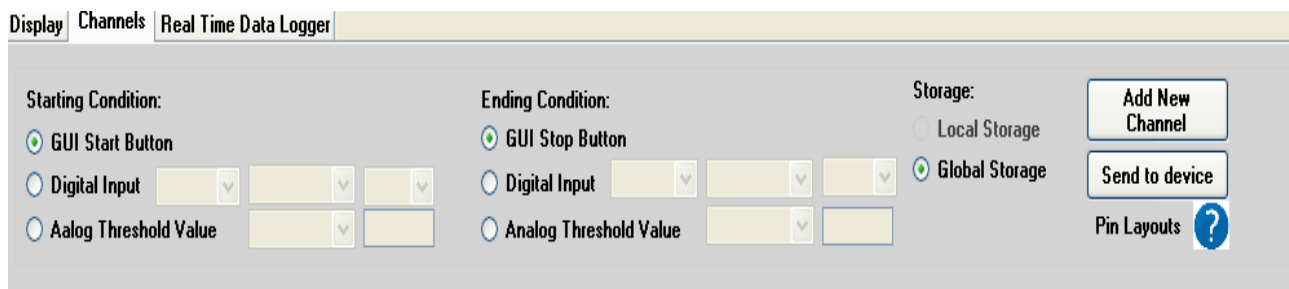 Display Channels Real Time Data Logger
Starting Condition:
GUI Start Button
Digital Input
Aalog Threshold Value
Ending Condition:
GUI Stop Button
Digital Input
Analog Threshold Value
Storage:
Local Storage
Global Storage
Add New
Channel
Send to device
Pin Layouts ?